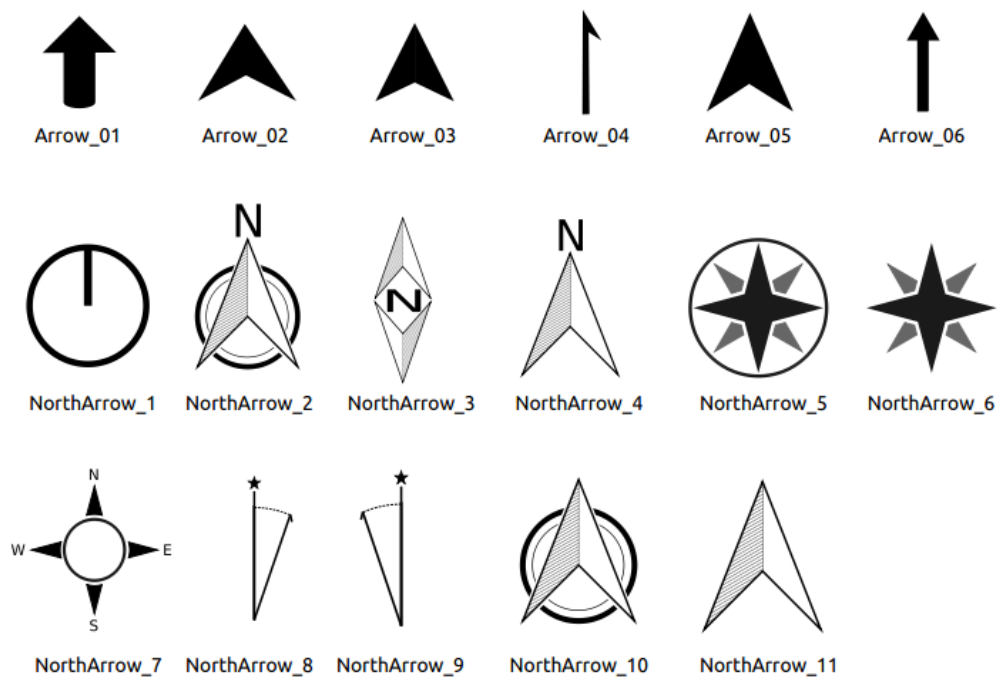 Arrow_01 Arrow_02 Arrow_03 Arrow_04 Arrow_05 Arrow_06
N N
N
NorthArrow_1 NorthArrow_2 NorthArrow_3 NorthArrow_4 NorthArrow_5 NorthArrow_6
N
W E
S
NorthArrow_7 NorthArrow_8 NorthArrow_9 NorthArrow_10 NorthArrow_11